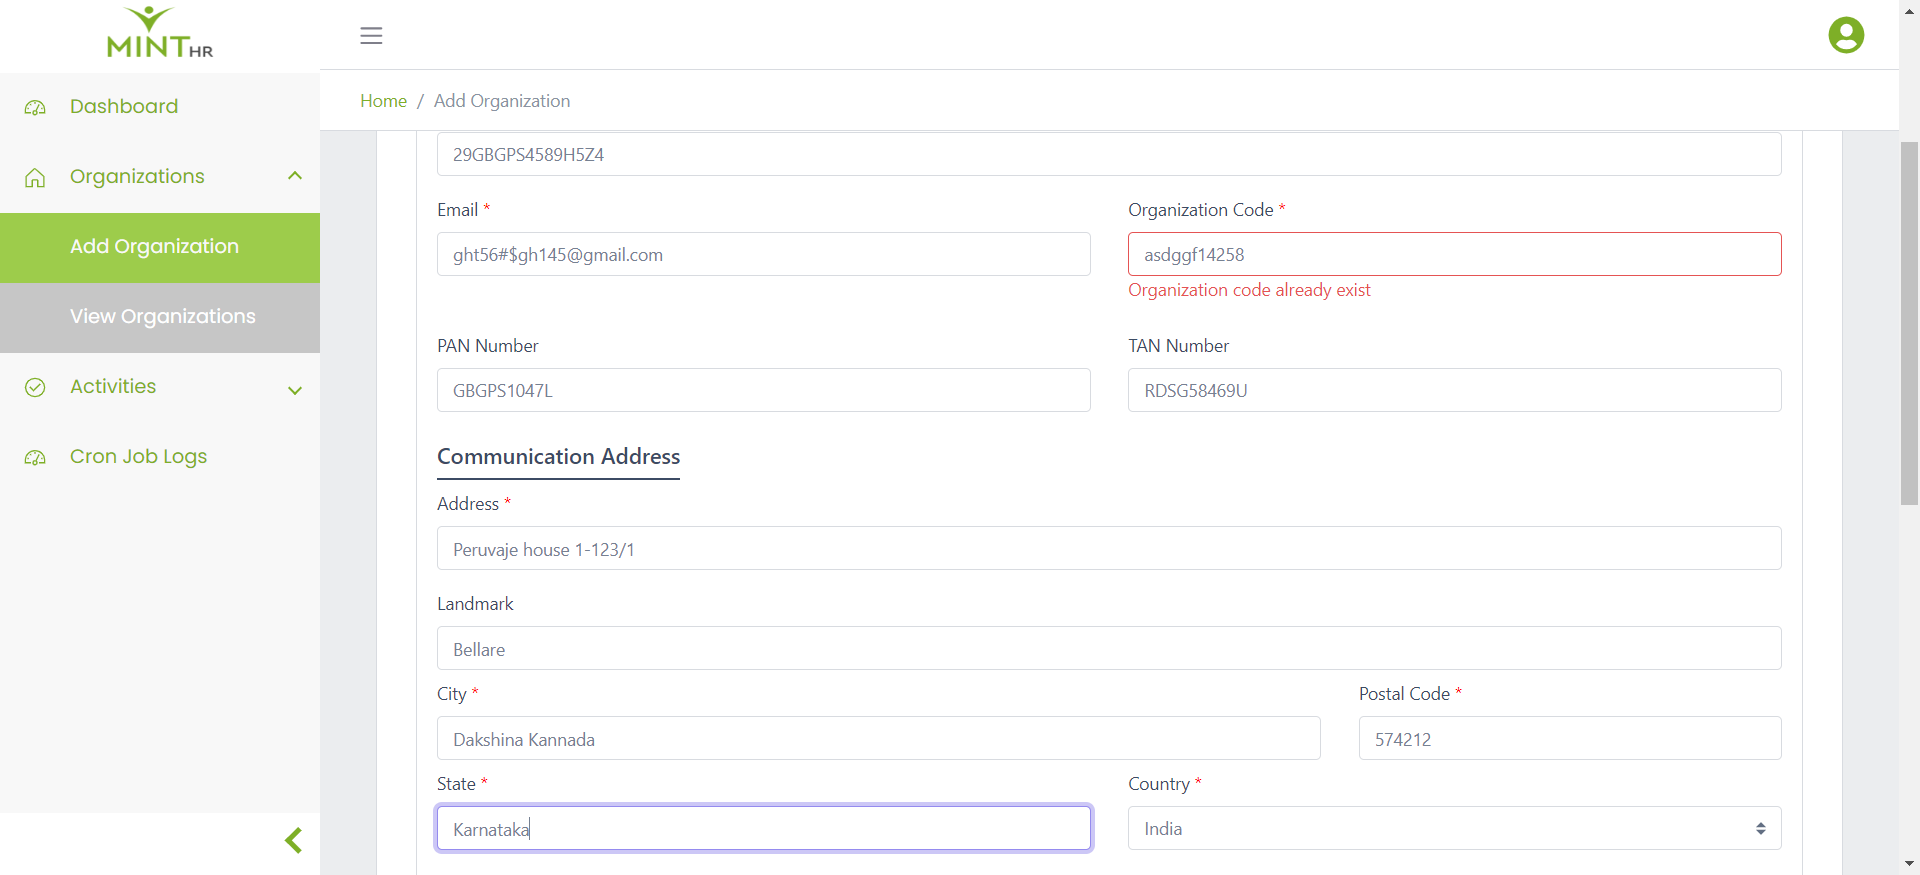 MINT HR
Dashboard
Organizations
Add Organization
View Organizations
Activities
Cron Job Logs
Home / Add Organization
29GBGPS4589H5Z4
Email *
ght56#$gh145@gmail.com
Organization Code *
asdggf14258
Organization code already exist
PAN Number
GBGPS1047L
TAN Number
RDSG58469U
Communication Address
Address *
Peruvaje house 1-123/1
Landmark
Bellare
City *
Dakshina Kannada
Postal Code *
574212
State *
Karnataka
Country *
India